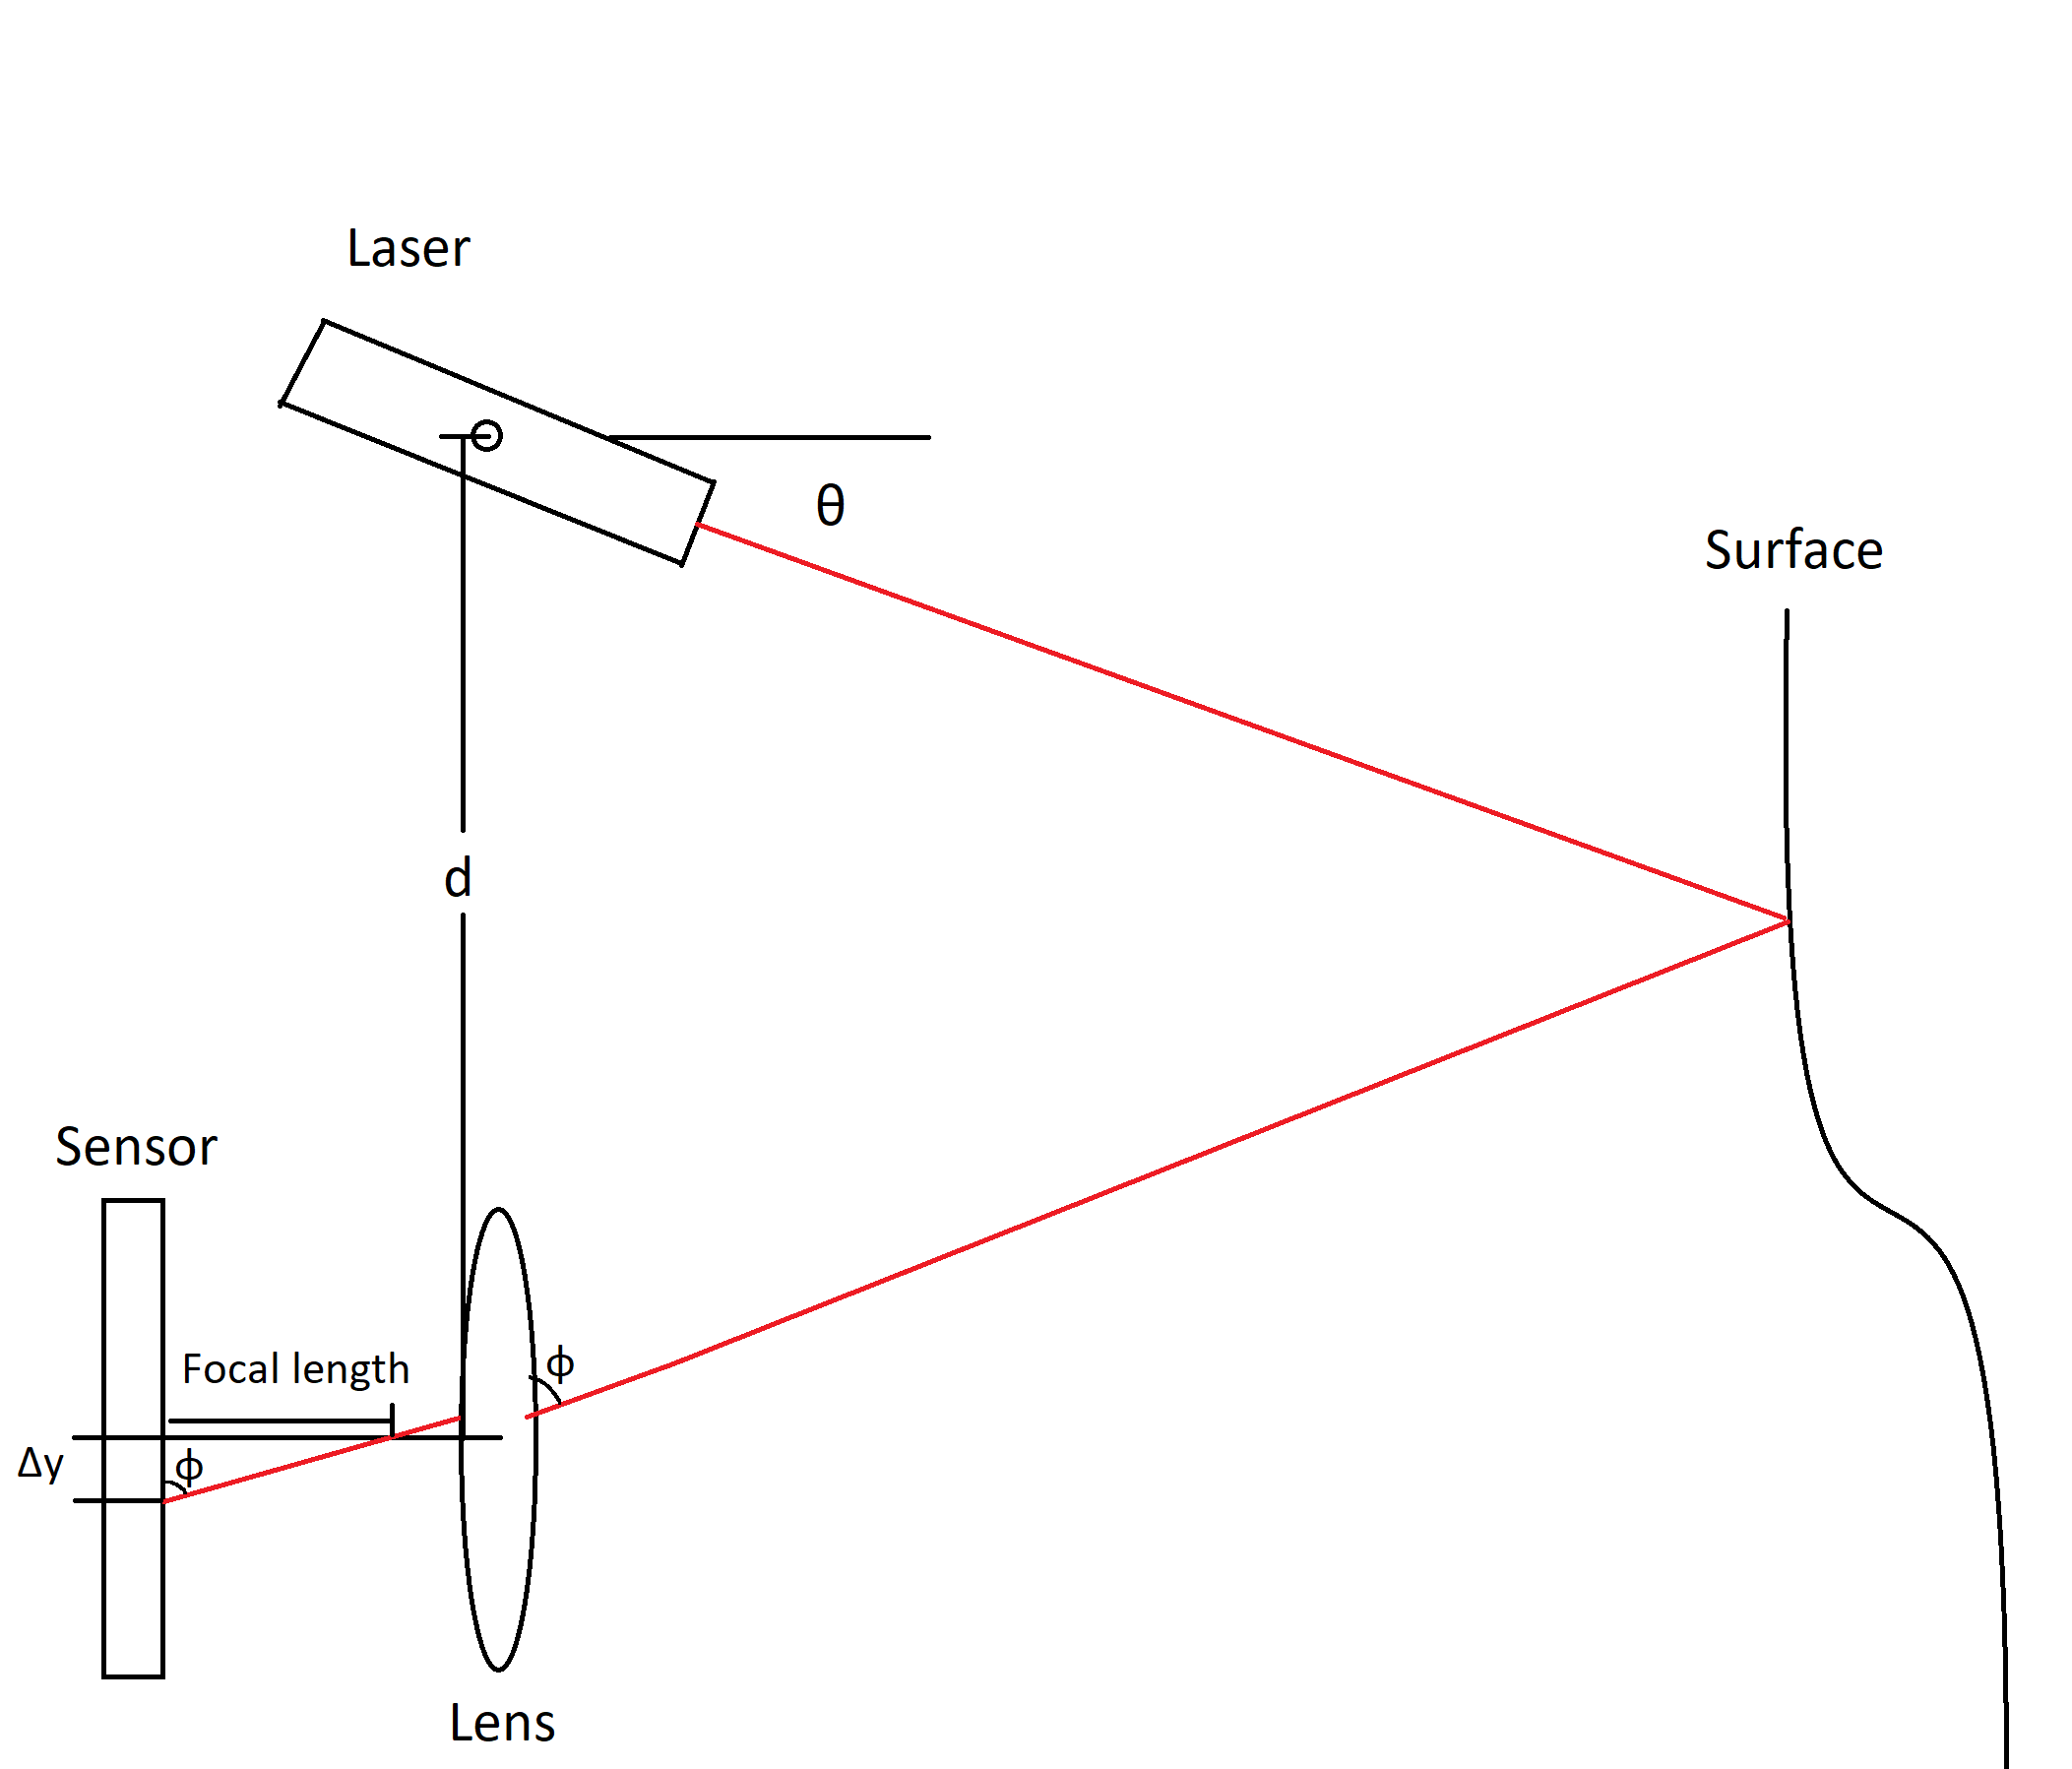 Laser
θ
Surface
d
Sensor
ϕ
Focal length
Δy
ϕ
Lens